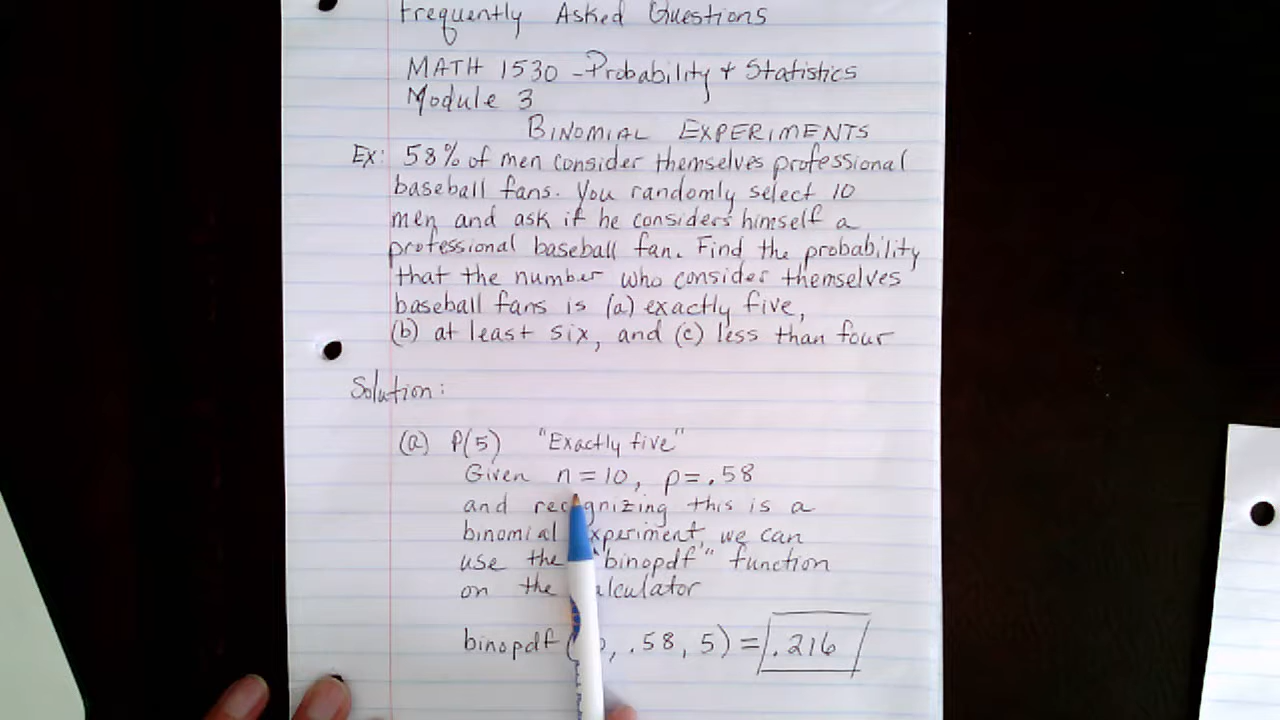 Frequently Asked Questions
MATH 1530 - Probability & Statistics
Module 3
BINOMIAL EXPERIMENTS
Ex: 58% of men consider themselves professional
baseball fans. You randomly select 10
men and ask if he considers himself a
professional baseball fan. Find the probability
that the number who consider themselves
baseball fans is (a) exactly five,
(b) at least six, and (c) less than four
Solution:
(a) P(5) "Exactly five"
Given n=10, p=.58
and recognizing this is a
binomial experiment, we can
use the "binopdf" function
on the calculator
binopdf ( , .58, 5) = .216